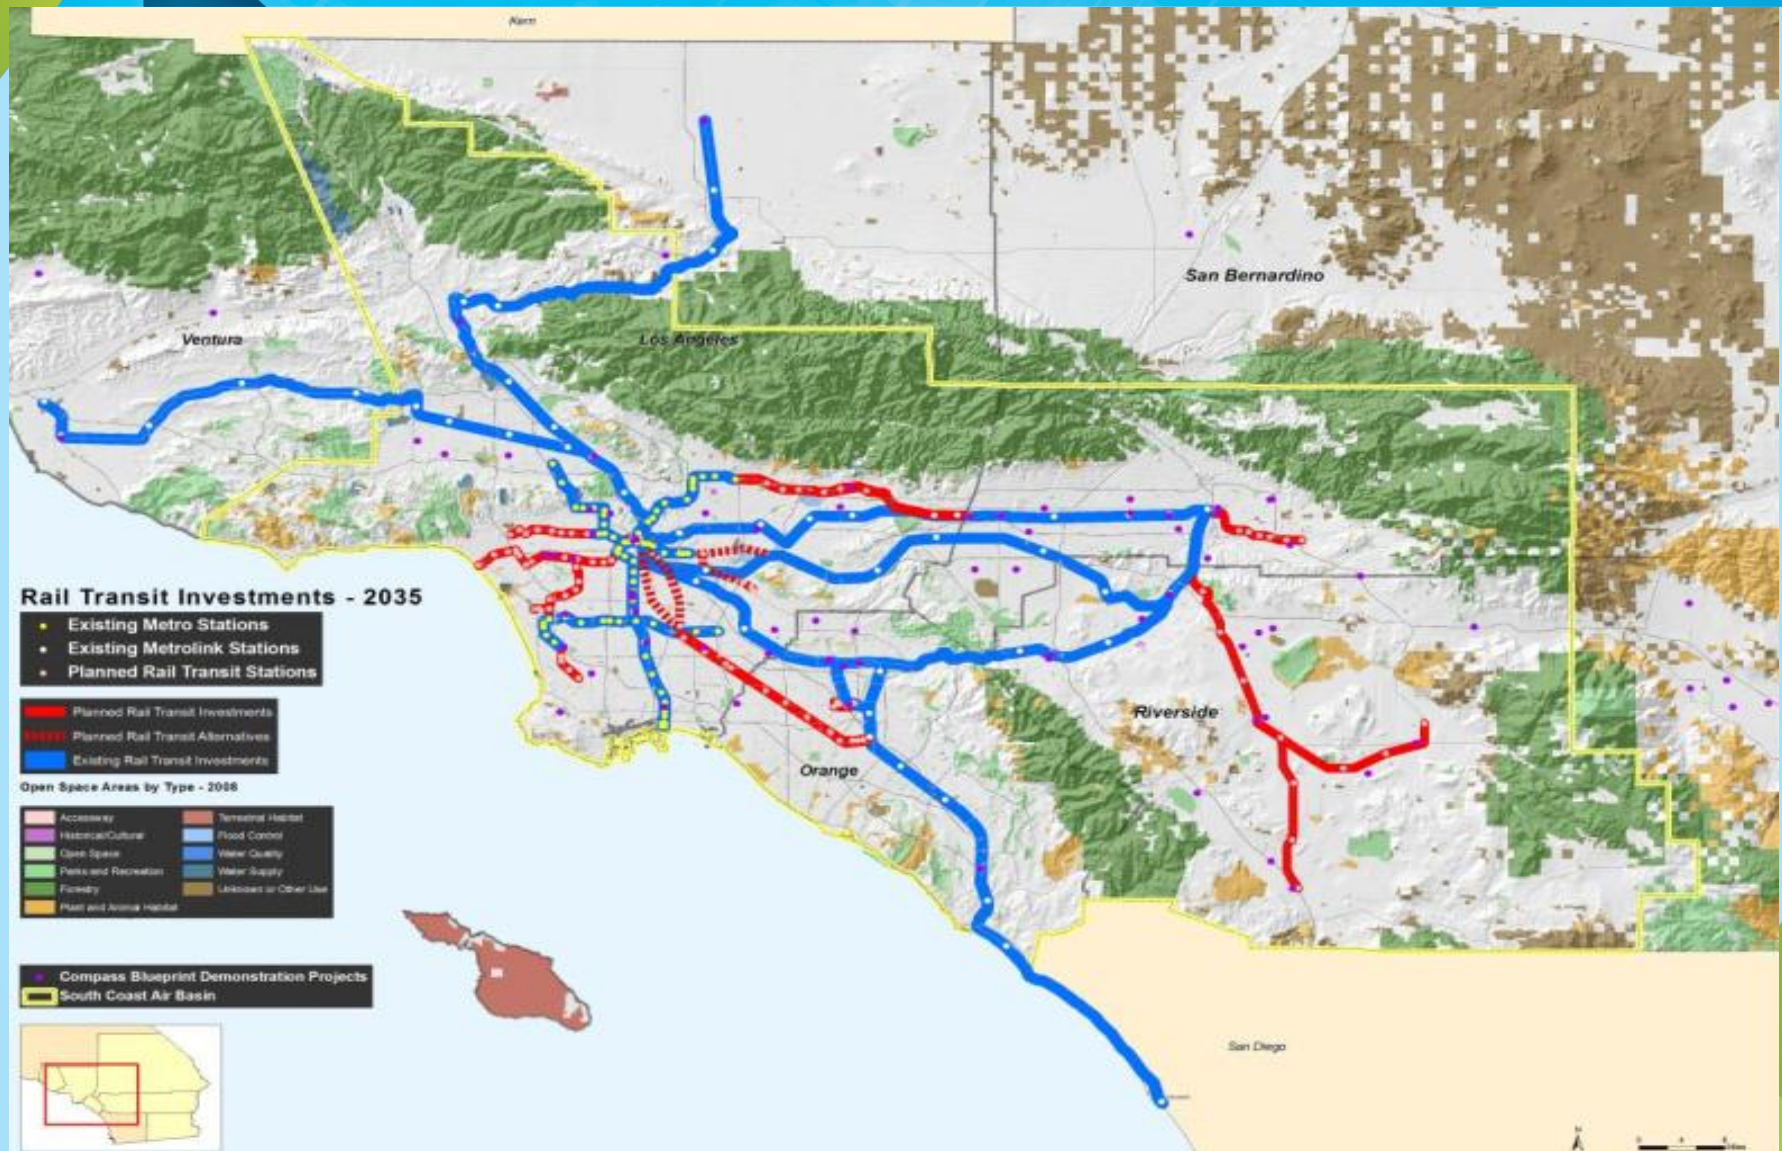 Kern
San Bernardino
Ventura
Los Angeles
Rail Transit Investments - 2035
Existing Metro Stations
Existing Metrolink Stations
Planned Rail Transit Stations
Riverside
Planned Rail Transit Investments
Planned Rail Transit Alternatives
Existing Rail Transit Investments
Orange
Open Space Areas by Type - 2008
Accessway
Terrestrial Habitat
Historical/Cultural
Flood Control
Open Space
Water Quality
Parks and Recreation
Water Supply
Forestry
Unknown or Other Use
Plant and Animal Habitat
Compass Blueprint Demonstration Projects
South Coast Air Basin
San Diego
N